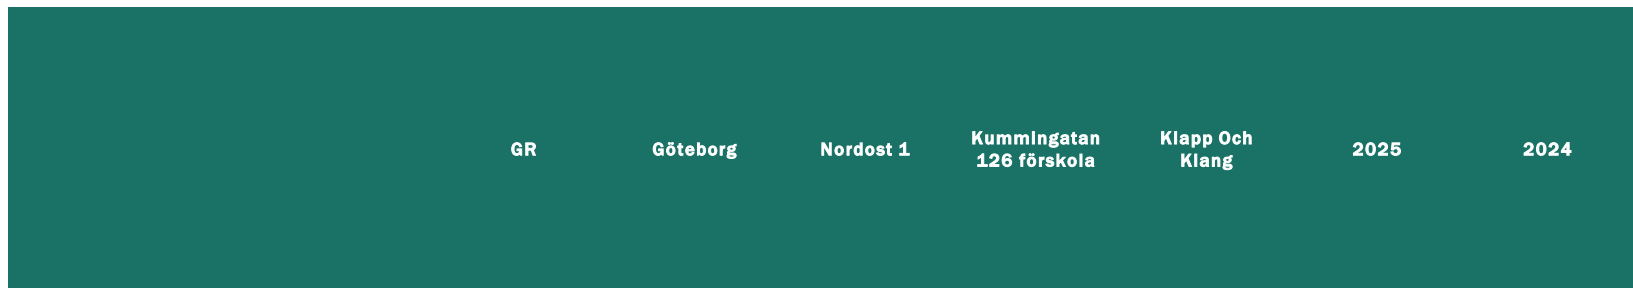 GR
Göteborg
Nordost 1
Kummingatan
126 förskola
Klapp Och
Klang
2025
2024